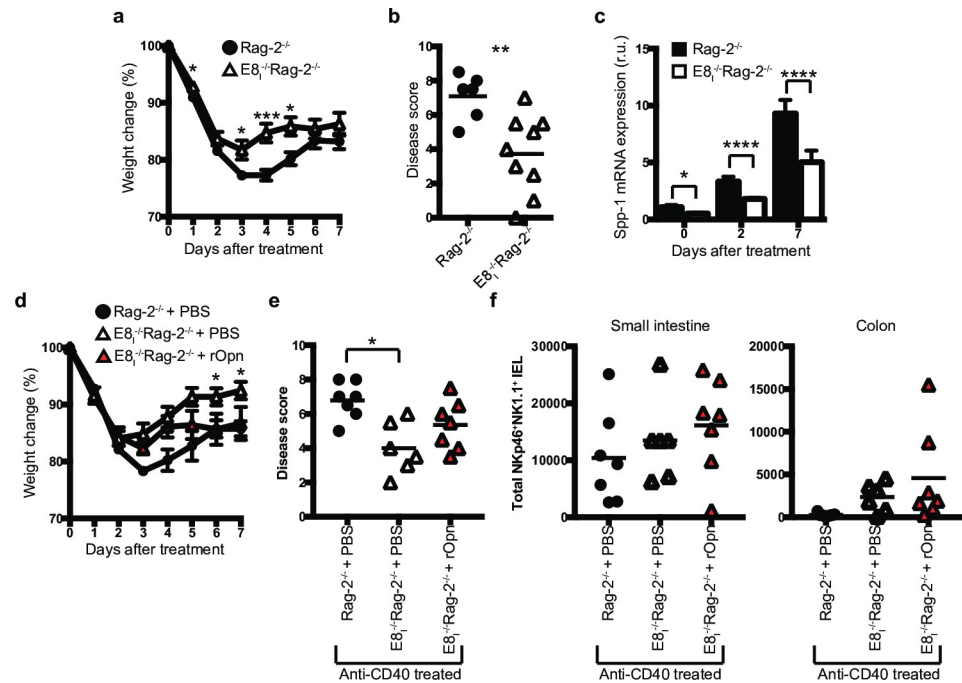 a
Rag-2-/-
E8I-/-Rag-2-/-
Weight change (%)
100
90
80
70
*
*
***
*
0 1 2 3 4 5 6 7
Days after treatment
b
Disease score
10
8
6
4
2
0
**
Rag-2-/-
E8I-/-Rag-2-/-
c
Rag-2-/-
E8I-/-Rag-2-/-
Spp-1 mRNA expression (r.u.)
15
10
5
0
*
****
****
0 2 7
Days after treatment
d
Rag-2-/- + PBS
E8I-/-Rag-2-/- + PBS
E8I-/-Rag-2-/- + rOpn
Weight change (%)
100
90
80
70
* *
0 1 2 3 4 5 6 7
Days after treatment
e
Disease score
10
8
6
4
2
0
*
Rag-2-/- + PBS
E8I-/-Rag-2-/- + PBS
E8I-/-Rag-2-/- + rOpn
Anti-CD40 treated
f
Small intestine
Total NKp46+NK1.1+ IEL
30000
20000
10000
0
Rag-2-/- + PBS
E8I-/-Rag-2-/- + PBS
E8I-/-Rag-2-/- + rOpn
Anti-CD40 treated
Colon
20000
15000
10000
5000
0
Rag-2-/- + PBS
E8I-/-Rag-2-/- + PBS
E8I-/-Rag-2-/- + rOpn
Anti-CD40 treated